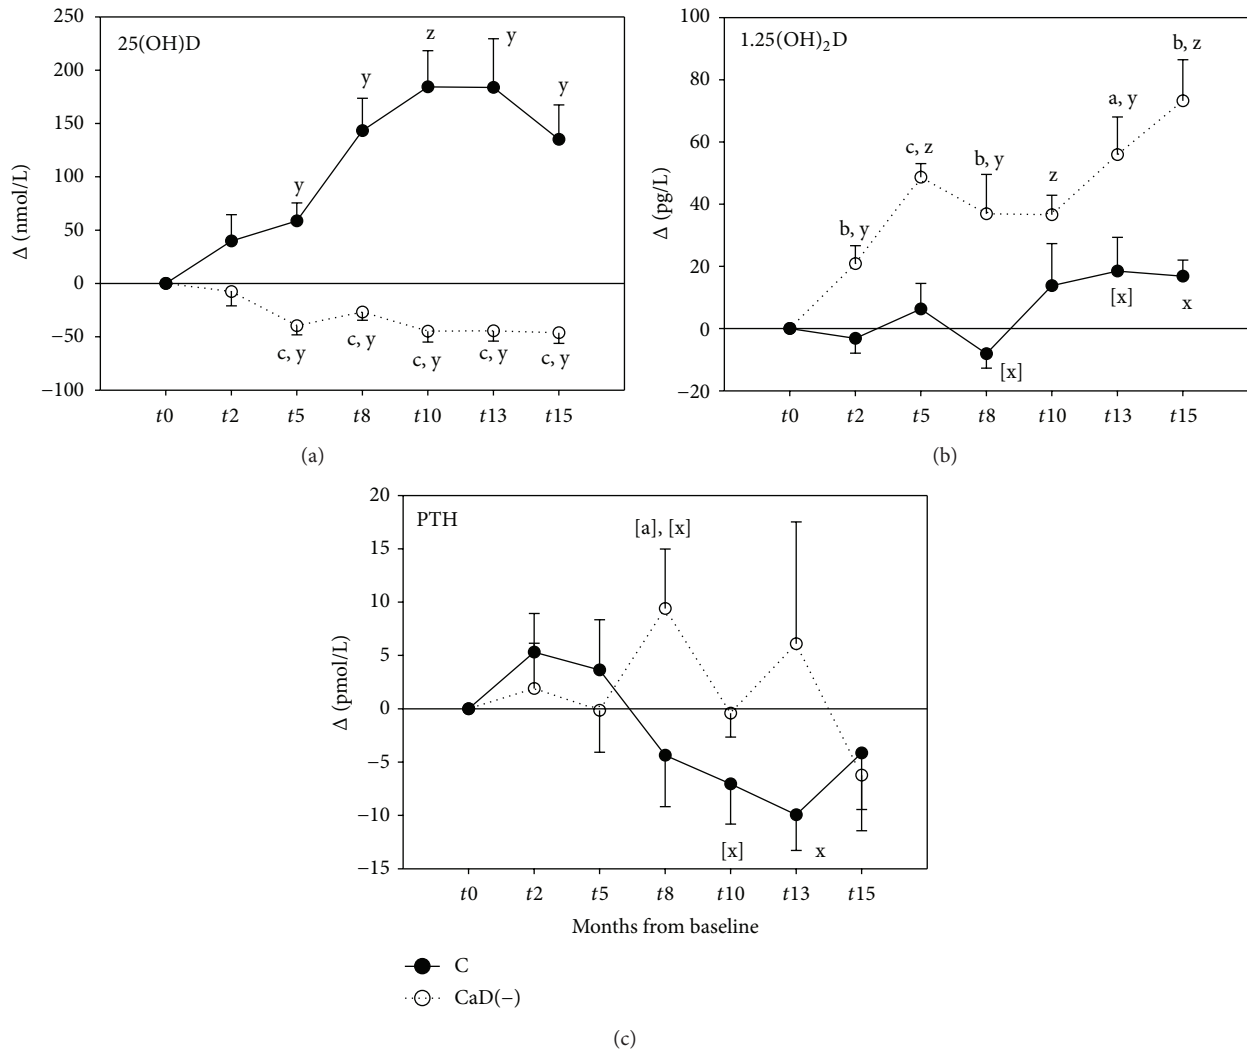 25(OH)D
Δ (nmol/L)
250
200
150
100
50
0
−50
−100
y
y
z
y
y
c, y
c, y
c, y
c, y
c, y
t0 t2 t5 t8 t10 t13 t15
(a)
1.25(OH)₂D
Δ (pg/L)
100
80
60
40
20
0
−20
b, y
c, z
b, y
z
a, y
b, z
[x]
[x]
x
t0 t2 t5 t8 t10 t13 t15
(b)
PTH
Δ (pmol/L)
20
15
10
5
0
−5
−10
−15
[a], [x]
[x]
x
t0 t2 t5 t8 t10 t13 t15
Months from baseline
C
CaD(−)
(c)